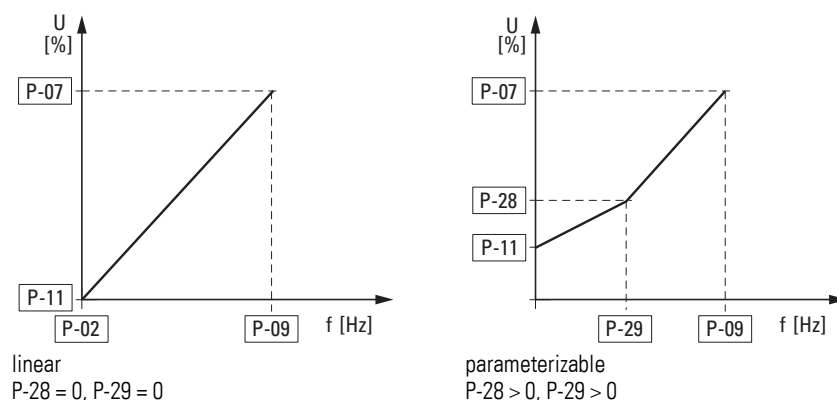 U
[%]
P-07
P-11
P-02
P-09
f [Hz]
linear
P-28 = 0, P-29 = 0
U
[%]
P-07
P-28
P-11
P-29
P-09
f [Hz]
parameterizable
P-28 > 0, P-29 > 0